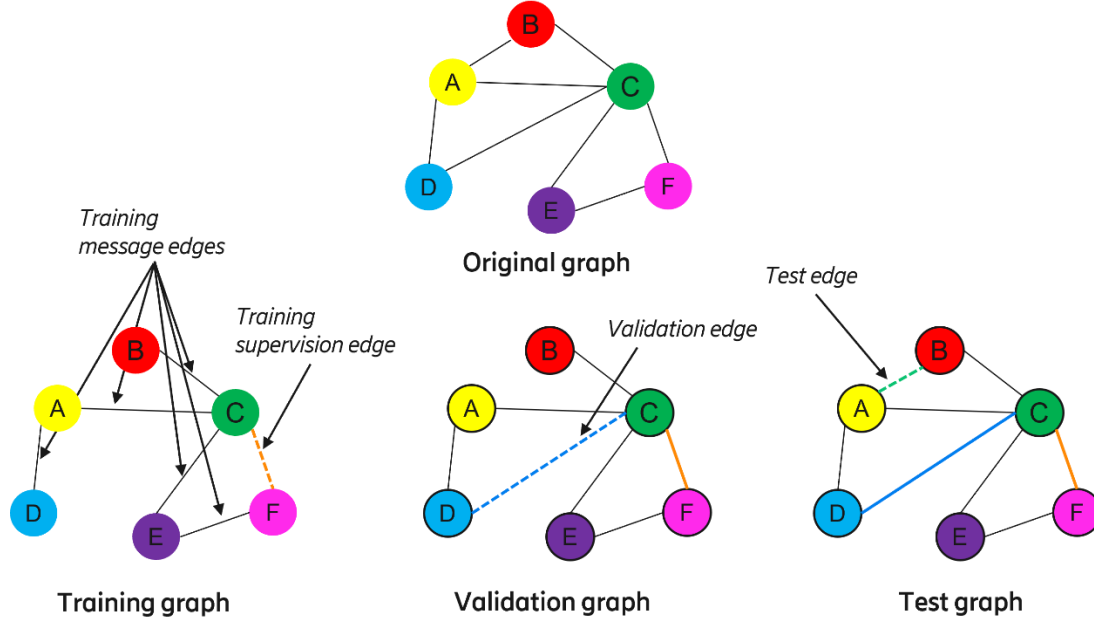 B
A
C
D
E
F
Original graph
Training
message edges
Training
supervision edge
B
A
C
D
E
F
Training graph
Validation edge
B
A
C
D
E
F
Validation graph
Test edge
B
A
C
D
E
F
Test graph